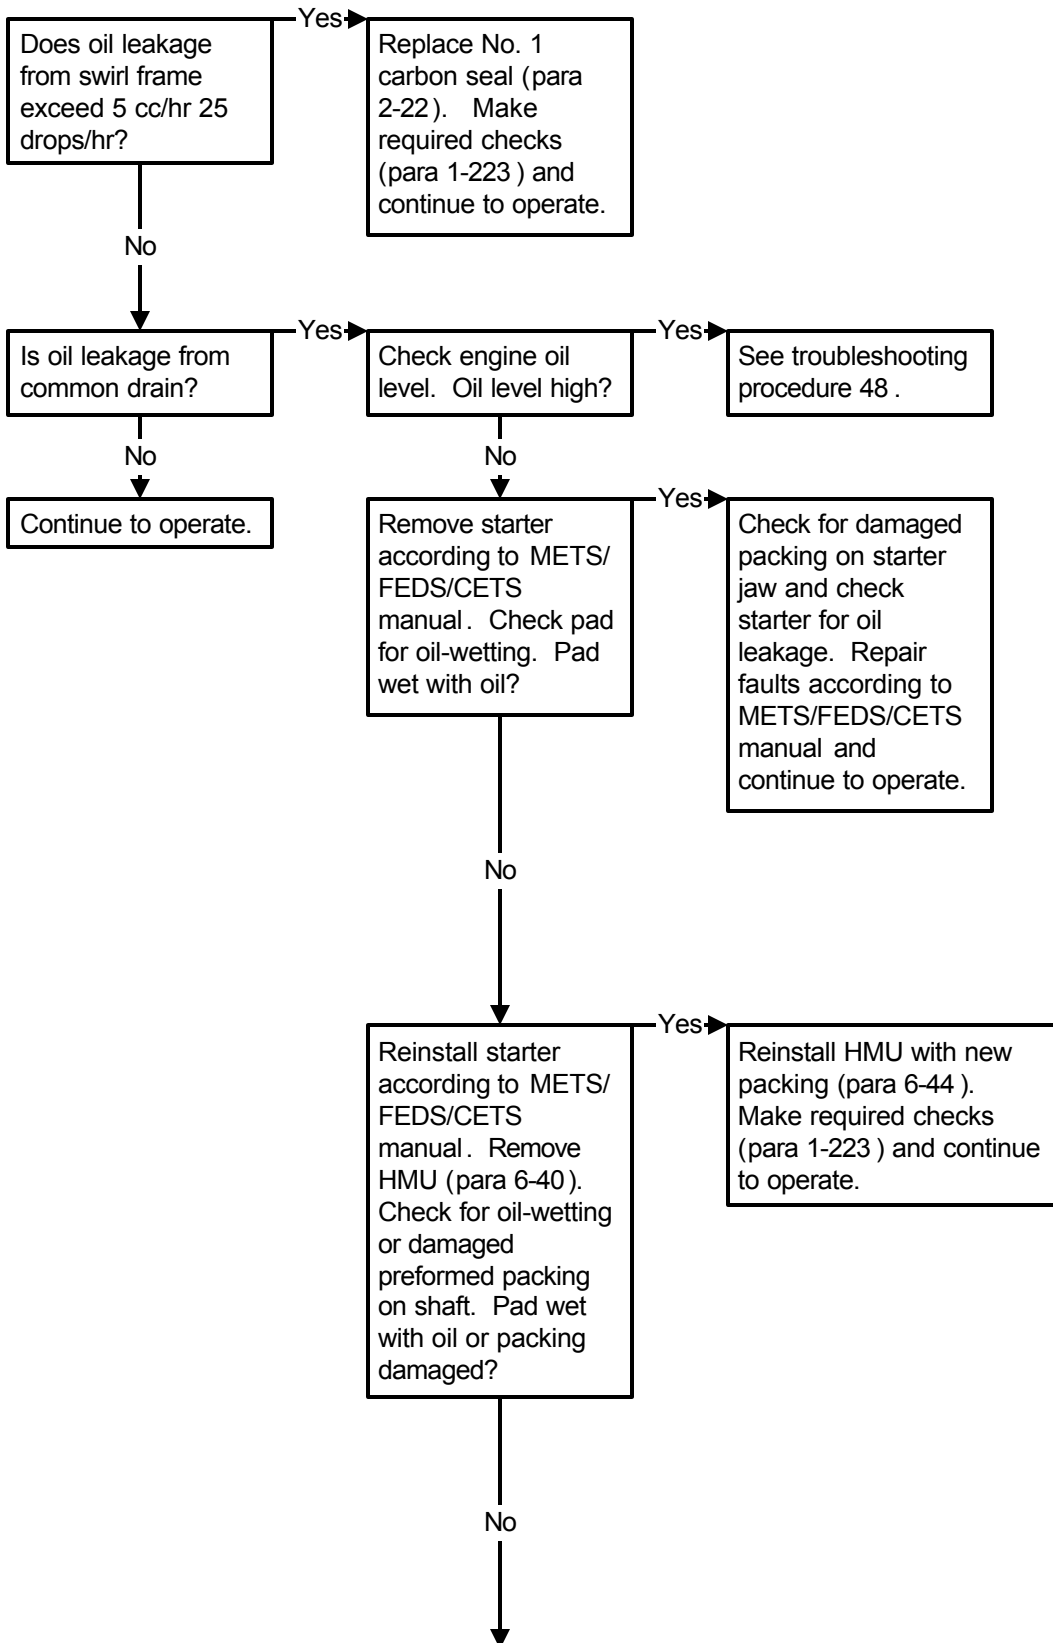 Does oil leakage
from swirl frame
exceed 5 cc/hr 25
drops/hr?
Yes
Replace No. 1
carbon seal (para
2-22). Make
required checks
(para 1-223 ) and
continue to operate.
No
Is oil leakage from
common drain?
Yes
Check engine oil
level. Oil level high?
Yes
See troubleshooting
procedure 48 .
No
Continue to operate.
No
Remove starter
according to METS/
FEDS/CETS
manual. Check pad
for oil-wetting. Pad
wet with oil?
Yes
Check for damaged
packing on starter
jaw and check
starter for oil
leakage. Repair
faults according to
METS/FEDS/CETS
manual and
continue to operate.
No
Reinstall starter
according to METS/
FEDS/CETS
manual. Remove
HMU (para 6-40 ).
Check for oil-wetting
or damaged
preformed packing
on shaft. Pad wet
with oil or packing
damaged?
Yes
Reinstall HMU with new
packing (para 6-44 ).
Make required checks
(para 1-223 ) and continue
to operate.
No